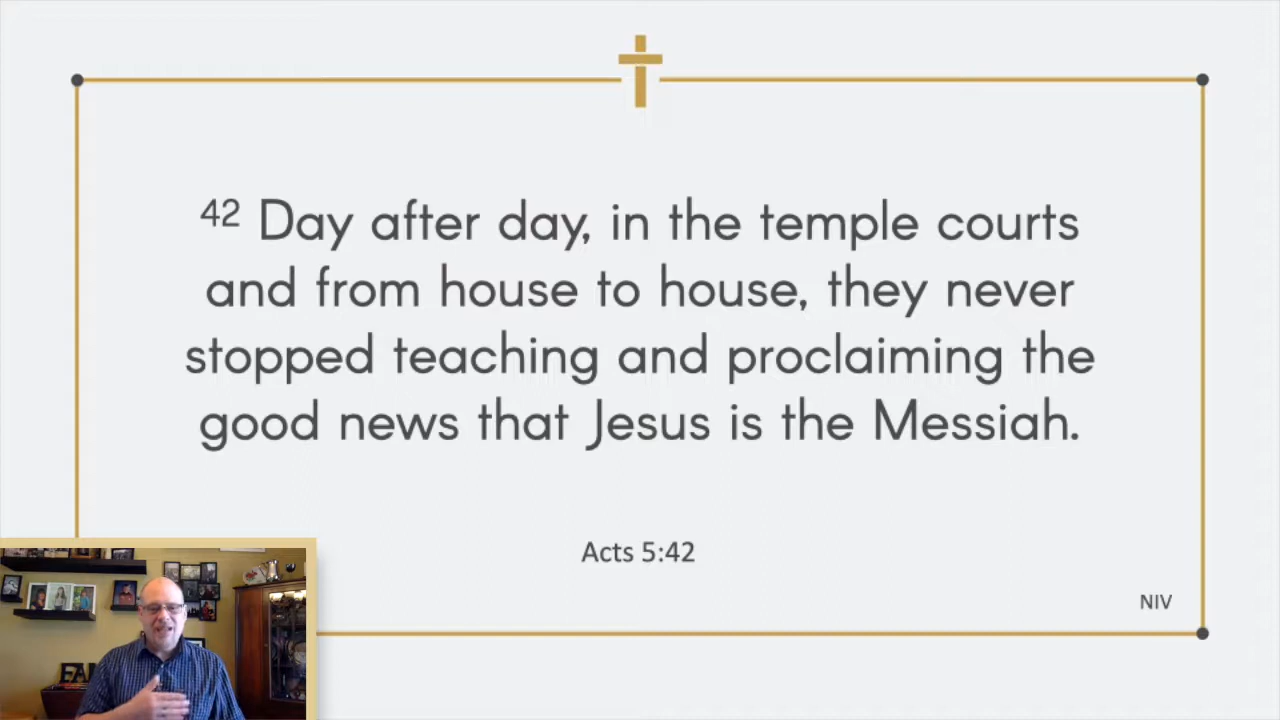 42 Day after day, in the temple courts
and from house to house, they never
stopped teaching and proclaiming the
good news that Jesus is the Messiah.
Acts 5:42
NIV